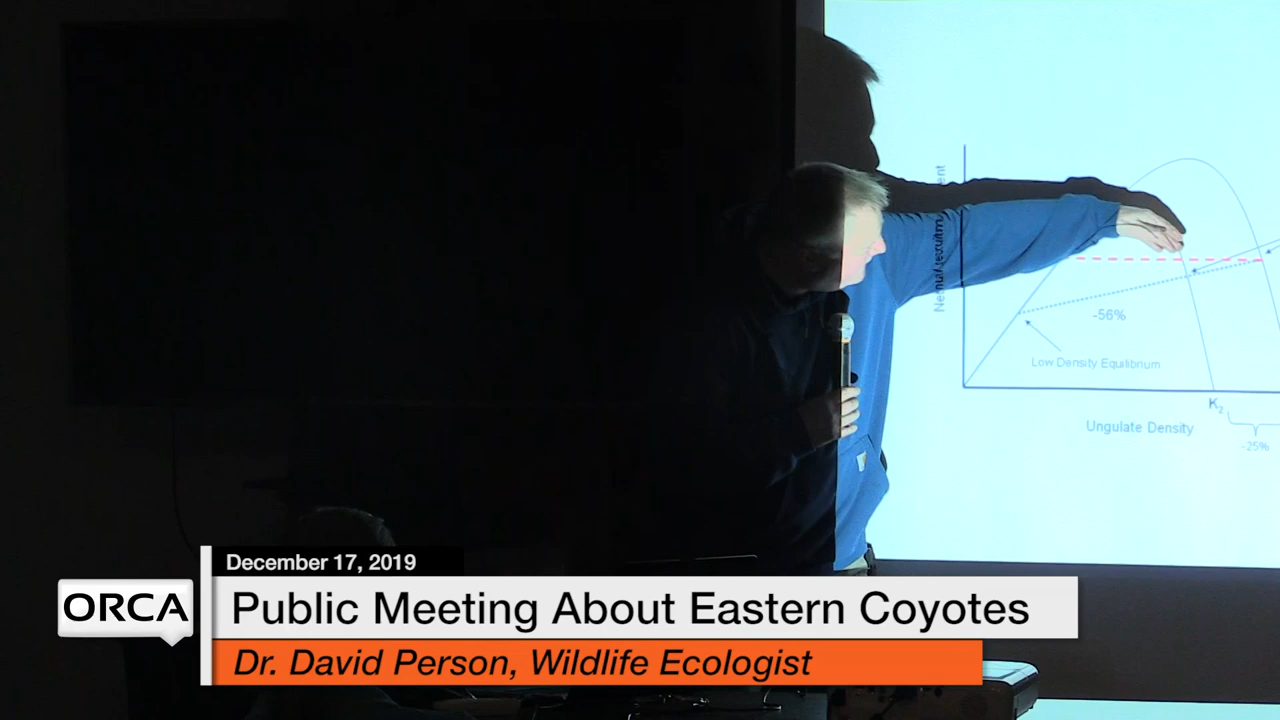 -56%
Low Density Equilibrium
K2
Ungulate Density
-25%
December 17, 2019
ORCA
Public Meeting About Eastern Coyotes
Dr. David Person, Wildlife Ecologist